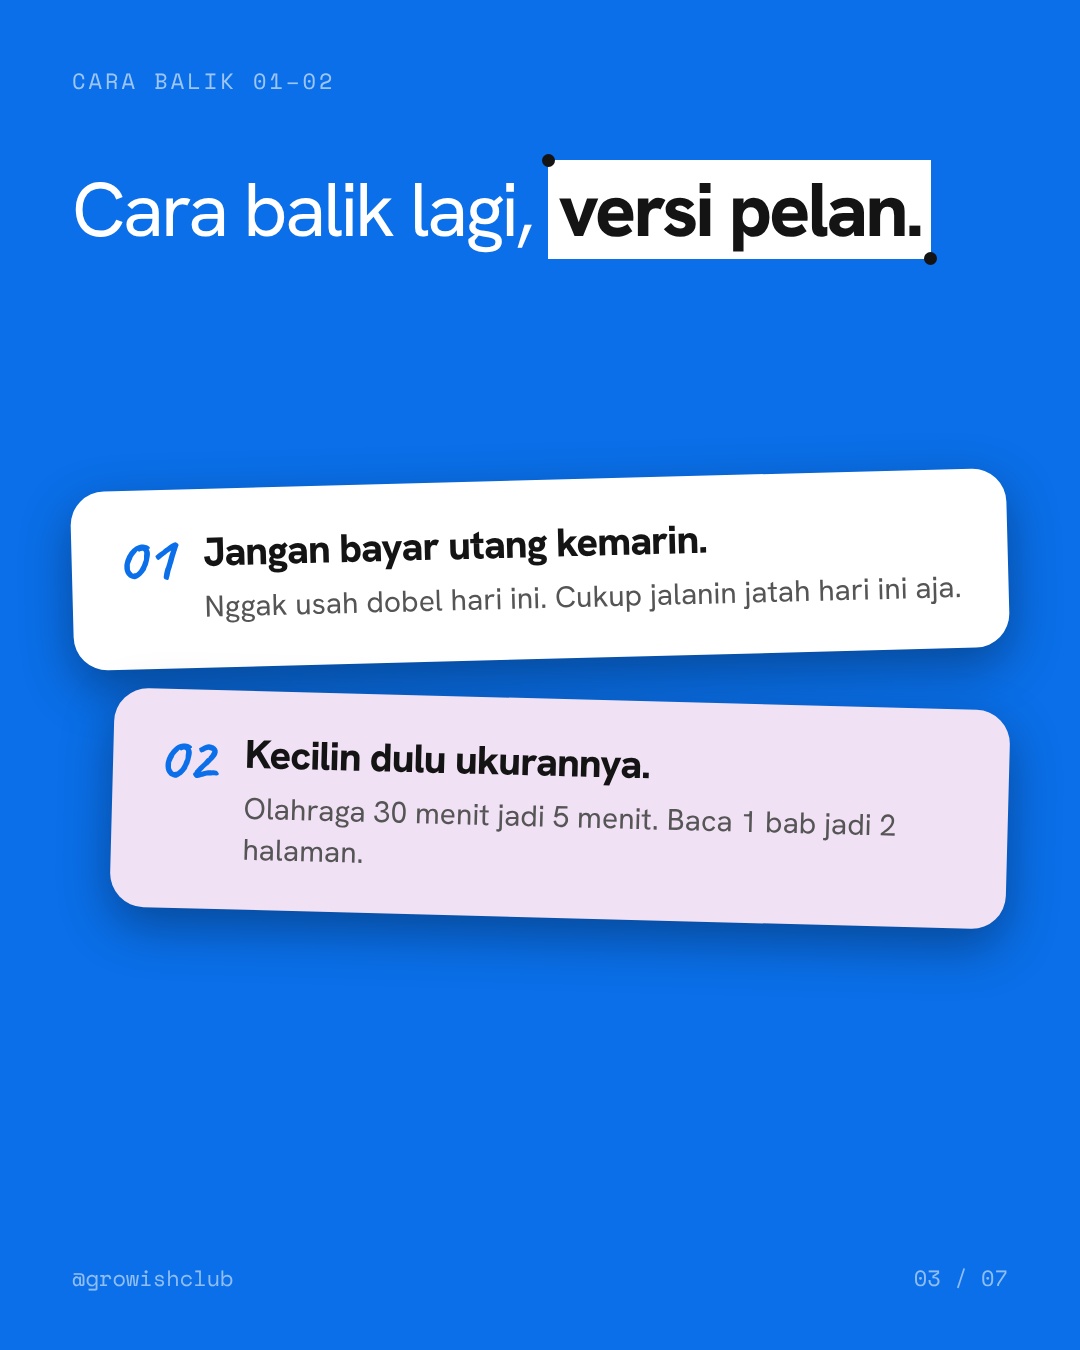 CARA BALIK 01–02
Cara balik lagi, versi pelan.
01 Jangan bayar utang kemarin.
Nggak usah dobel hari ini. Cukup jalanin jatah hari ini aja.
02 Kecilin dulu ukurannya.
Olahraga 30 menit jadi 5 menit. Baca 1 bab jadi 2
halaman.
@growishclub
03 / 07